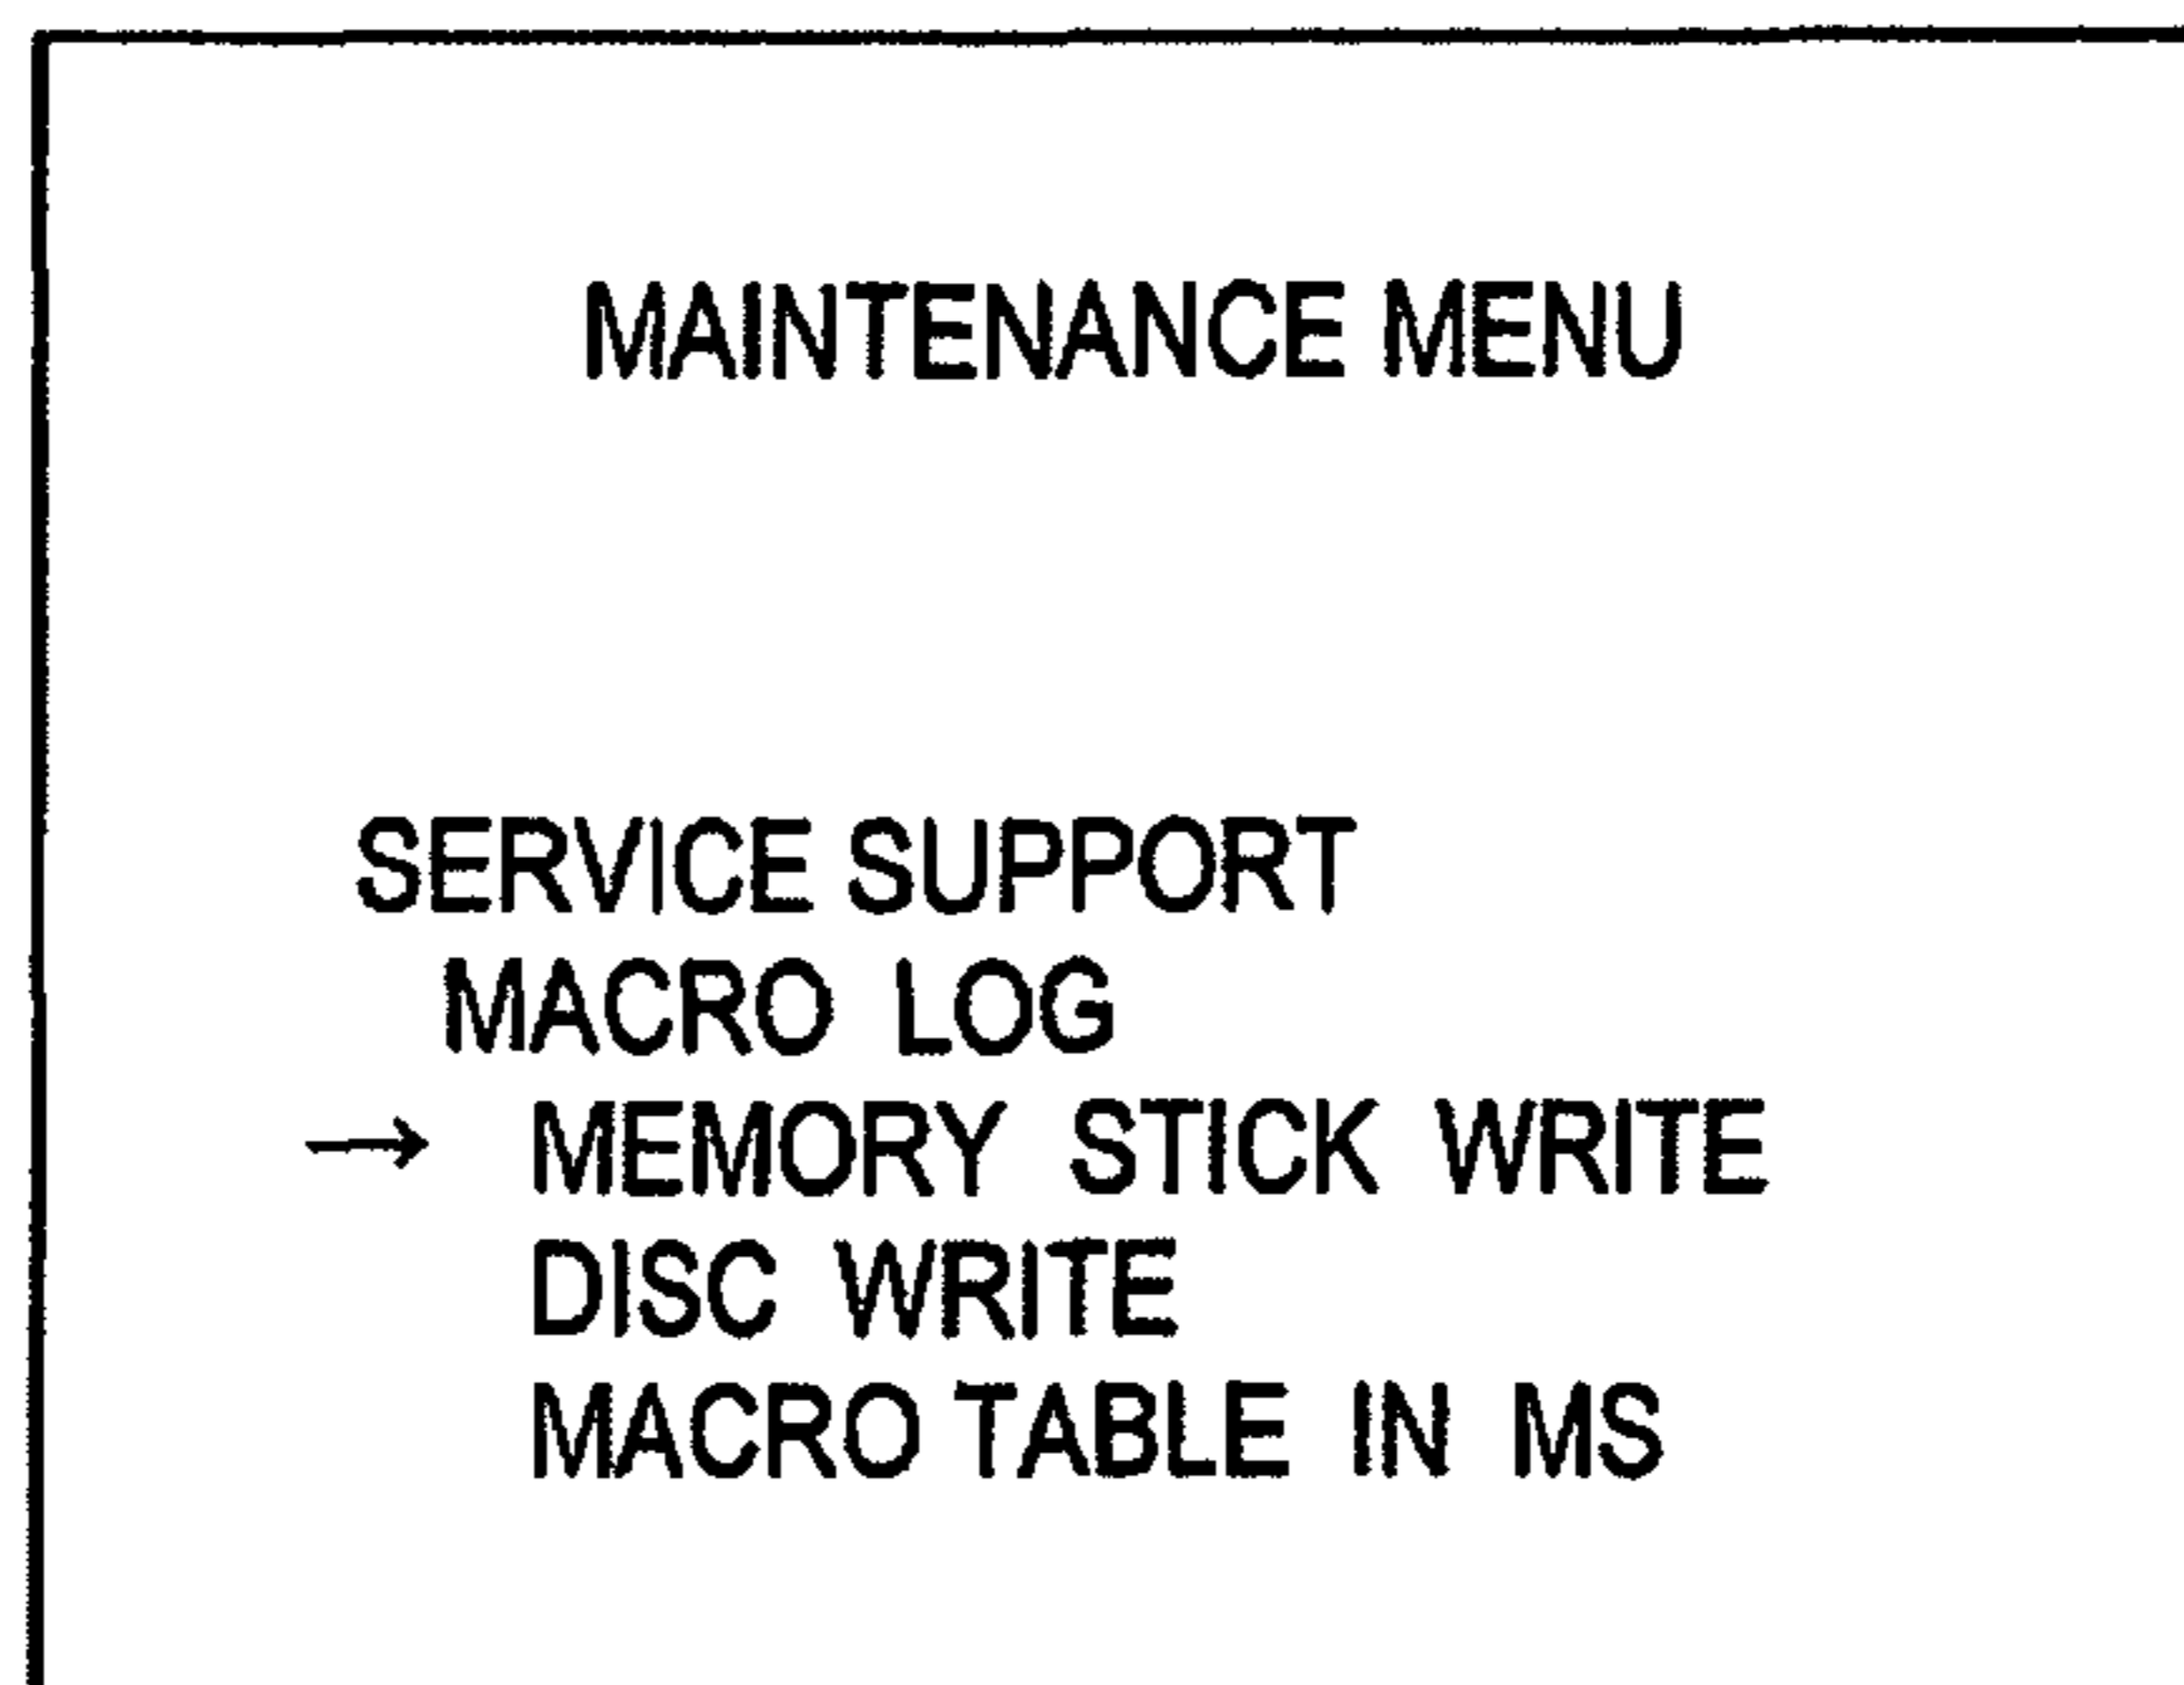 MAINTENANCE MENU
SERVICE SUPPORT
MACRO LOG
→ MEMORY STICK WRITE
DISC WRITE
MACRO TABLE IN MS